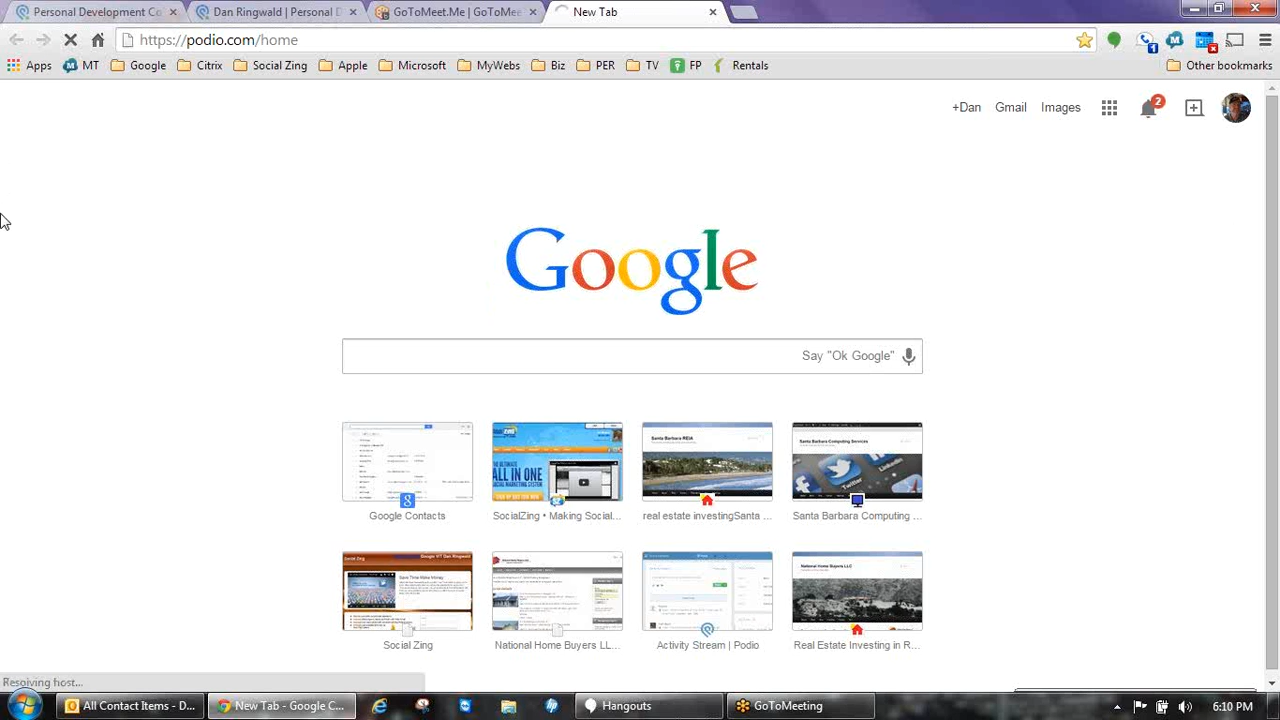 Personal Development Co
Dan Ringwald | Personal D
GoToMeet.Me | GoToMee
New Tab
https://podio.com/home
Apps
MT
Google
Citrix
Social Zing
Apple
Microsoft
MyWebs
Biz
PER
TV
FP
Rentals
Other bookmarks
+Dan
Gmail
Images
2
Google
Say "Ok Google"
Google Contacts
SocialZing • Making Social...
real estate investingSanta ...
Santa Barbara Computing ...
Social Zing
National Home Buyers LL...
Activity Stream | Podio
Real Estate Investing in R...
Resolving host...
All Contact Items - D...
New Tab - Google C...
Hangouts
GoToMeeting
6:10 PM